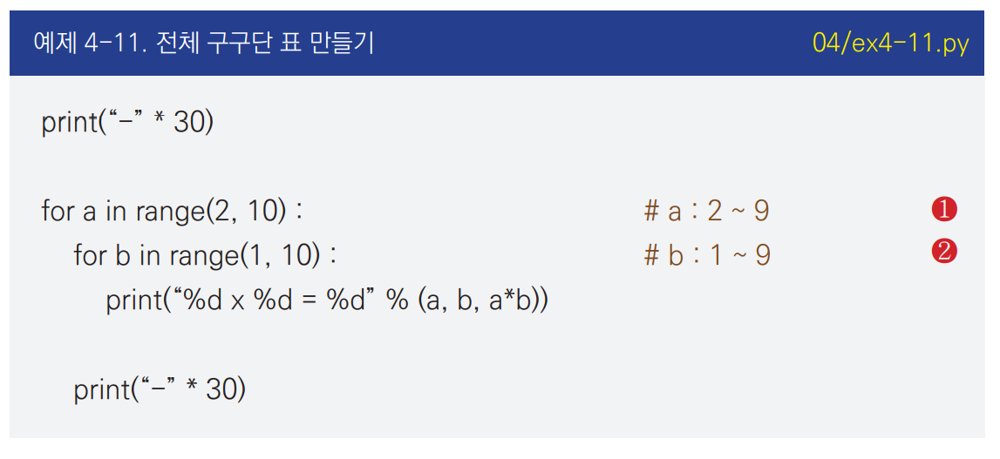 예제 4-11. 전체 구구단 표 만들기 04/ex4-11.py
print(“-” * 30)
for a in range(2, 10) : # a : 2 ~ 9 ❶
for b in range(1, 10) : # b : 1 ~ 9 ❷
print(“%d x %d = %d” % (a, b, a*b))
print(“-” * 30)